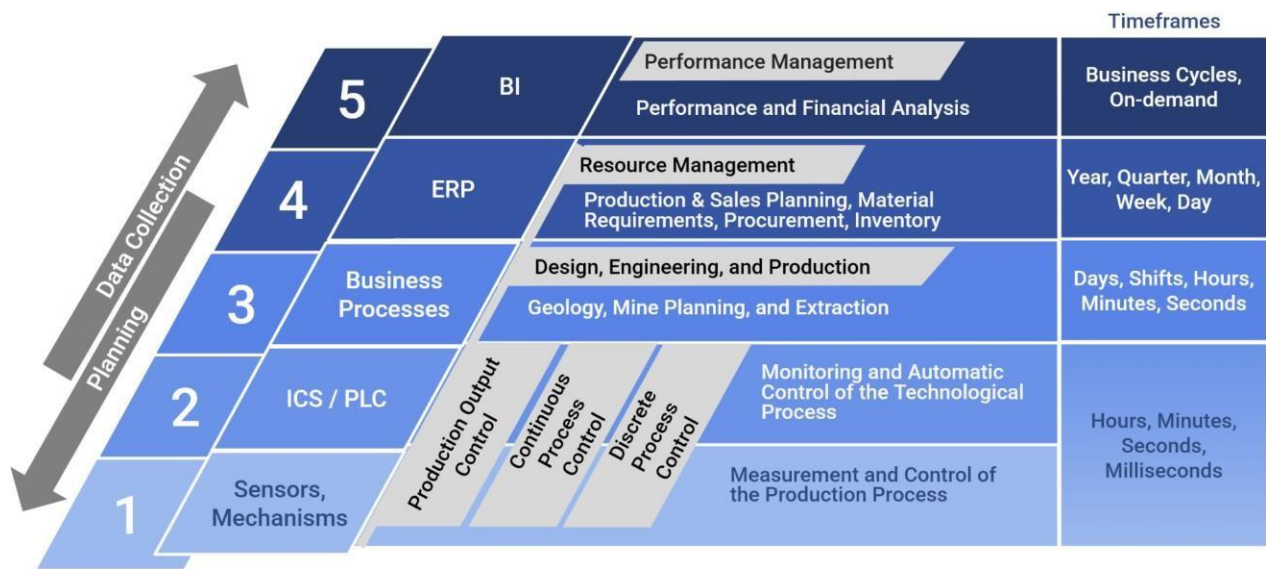 Timeframes
5
BI
Performance Management
Performance and Financial Analysis
Business Cycles,
On-demand
4
ERP
Resource Management
Production & Sales Planning, Material
Requirements, Procurement, Inventory
Year, Quarter, Month,
Week, Day
3
Business
Processes
Design, Engineering, and Production
Geology, Mine Planning, and Extraction
Days, Shifts, Hours,
Minutes, Seconds
2
ICS / PLC
Monitoring and Automatic
Control of the Technological
Process
1
Sensors,
Mechanisms
Measurement and Control of
the Production Process
Hours, Minutes,
Seconds,
Milliseconds
Production Output
Control
Continuous
Process
Control
Discrete
Process
Control
Data Collection
Planning